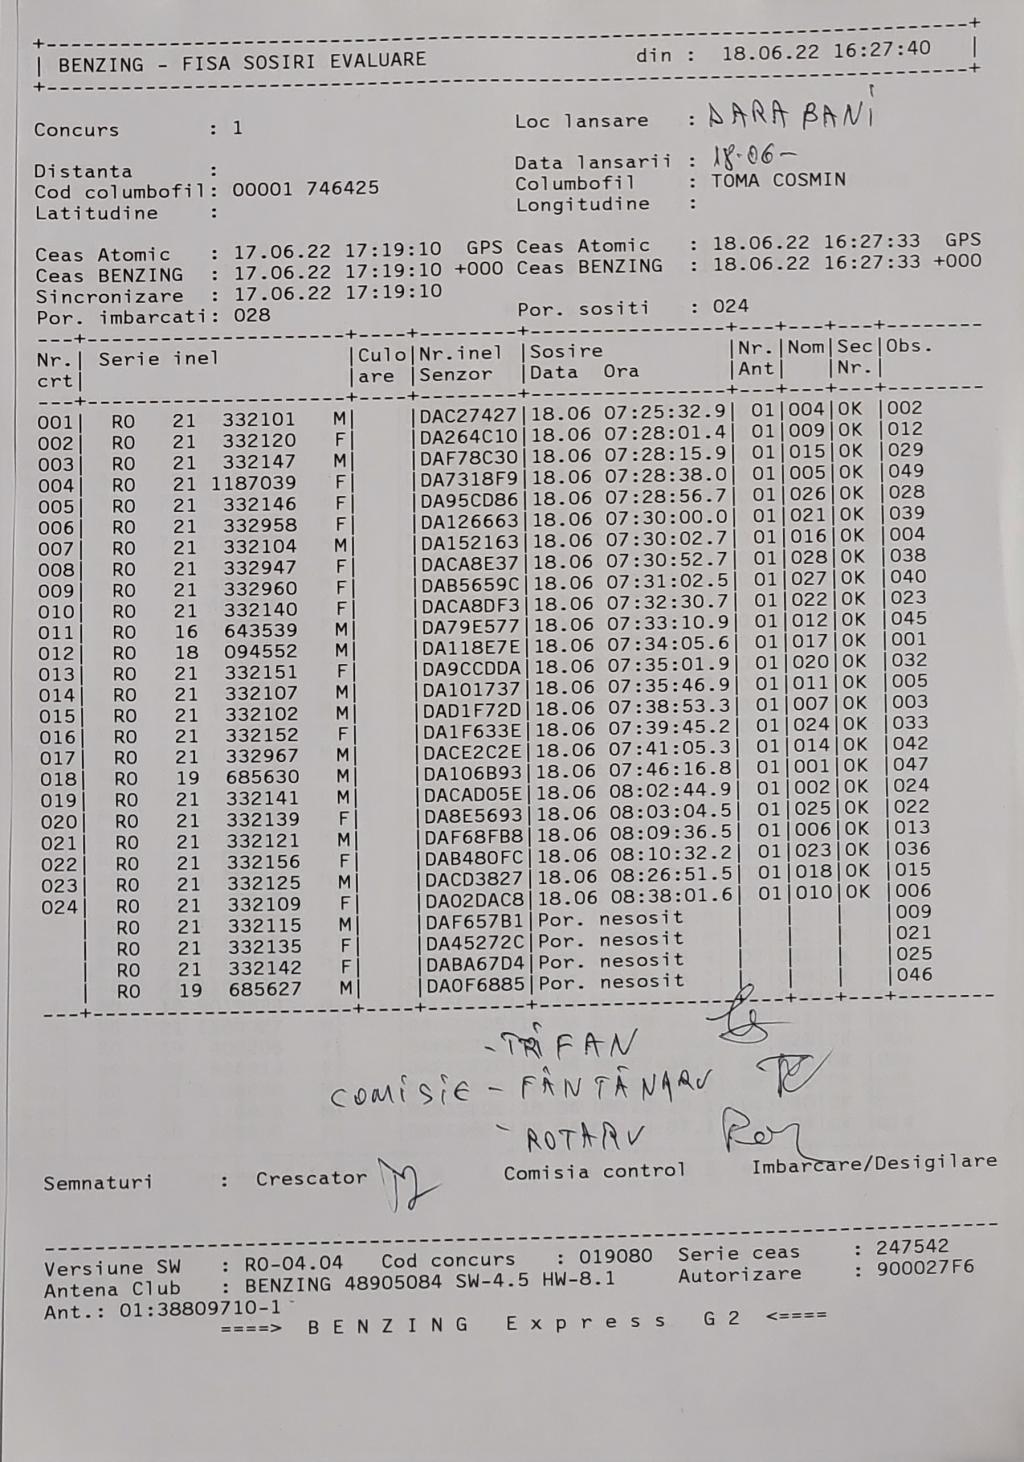 +------------------------------------------------------------------------+
| BENZING - FISA SOSIRI EVALUARE din : 18.06.22 16:27:40 |
+------------------------------------------------------------------------+
Concurs : 1 Loc lansare : DARABANI
Distanta : Data lansarii : 18-06-
Cod columbofil: 00001 746425 Columbofil : TOMA COSMIN
Latitudine : Longitudine :
Ceas Atomic : 17.06.22 17:19:10 GPS Ceas Atomic : 18.06.22 16:27:33 GPS
Ceas BENZING : 17.06.22 17:19:10 +000 Ceas BENZING : 18.06.22 16:27:33 +000
Sincronizare : 17.06.22 17:19:10
Por. imbarcati: 028 Por. sositi : 024
Nr.| Serie inel |Culo|Nr.inel |Sosire |Nr.|Nom|Sec|Obs.
crt| |are |Senzor |Data Ora |Ant| |Nr.|
001| RO 21 332101 M| |DAC27427|18.06 07:25:32.9| 01|004|OK |002
002| RO 21 332120 F| |DA264C10|18.06 07:28:01.4| 01|009|OK |012
003| RO 21 332147 M| |DAF78C30|18.06 07:28:15.9| 01|015|OK |029
004| RO 21 1187039 F| |DA7318F9|18.06 07:28:38.0| 01|005|OK |049
005| RO 21 332146 F| |DA95CD86|18.06 07:28:56.7| 01|026|OK |028
006| RO 21 332958 F| |DA126663|18.06 07:30:00.0| 01|021|OK |039
007| RO 21 332104 M| |DA152163|18.06 07:30:02.7| 01|016|OK |004
008| RO 21 332947 F| |DACA8E37|18.06 07:30:52.7| 01|028|OK |038
009| RO 21 332960 F| |DAB5659C|18.06 07:31:02.5| 01|027|OK |040
010| RO 21 332140 F| |DACA8DF3|18.06 07:32:30.7| 01|022|OK |023
011| RO 16 643539 M| |DA79E577|18.06 07:33:10.9| 01|012|OK |045
012| RO 18 094552 M| |DA118E7E|18.06 07:34:05.6| 01|017|OK |001
013| RO 21 332151 F| |DA9CCDDA|18.06 07:35:01.9| 01|020|OK |032
014| RO 21 332107 M| |DA101737|18.06 07:35:46.9| 01|011|OK |005
015| RO 21 332102 M| |DAD1F72D|18.06 07:38:53.3| 01|007|OK |003
016| RO 21 332152 F| |DA1F633E|18.06 07:39:45.2| 01|024|OK |033
017| RO 21 332967 M| |DACE2C2E|18.06 07:41:05.3| 01|014|OK |042
018| RO 19 685630 M| |DA106B93|18.06 07:46:16.8| 01|001|OK |047
019| RO 21 332141 M| |DACAD05E|18.06 08:02:44.9| 01|002|OK |024
020| RO 21 332139 F| |DA8E5693|18.06 08:03:04.5| 01|025|OK |022
021| RO 21 332121 M| |DAF68FB8|18.06 08:09:36.5| 01|006|OK |013
022| RO 21 332156 F| |DAB480FC|18.06 08:10:32.2| 01|023|OK |036
023| RO 21 332125 M| |DACD3827|18.06 08:26:51.5| 01|018|OK |015
024| RO 21 332109 F| |DA02DAC8|18.06 08:38:01.6| 01|010|OK |006
| RO 21 332115 M| |DAF657B1|Por. nesosit | | | |009
| RO 21 332135 F| |DA45272C|Por. nesosit | | | |021
| RO 21 332142 F| |DABA67D4|Por. nesosit | | | |025
| RO 19 685627 M| |DA0F6885|Por. nesosit | | | |046
-TRIFAN
COMISIE - FÂNTÂNARU
-ROTARU
Semnaturi : Crescator Comisia control Imbarcare/Desigilare
Versiune SW : RO-04.04 Cod concurs : 019080 Serie ceas : 247542
Antena Club : BENZING 48905084 SW-4.5 HW-8.1 Autorizare : 900027F6
Ant.: 01:38809710-1
====> B E N Z I N G E x p r e s s G 2 <====